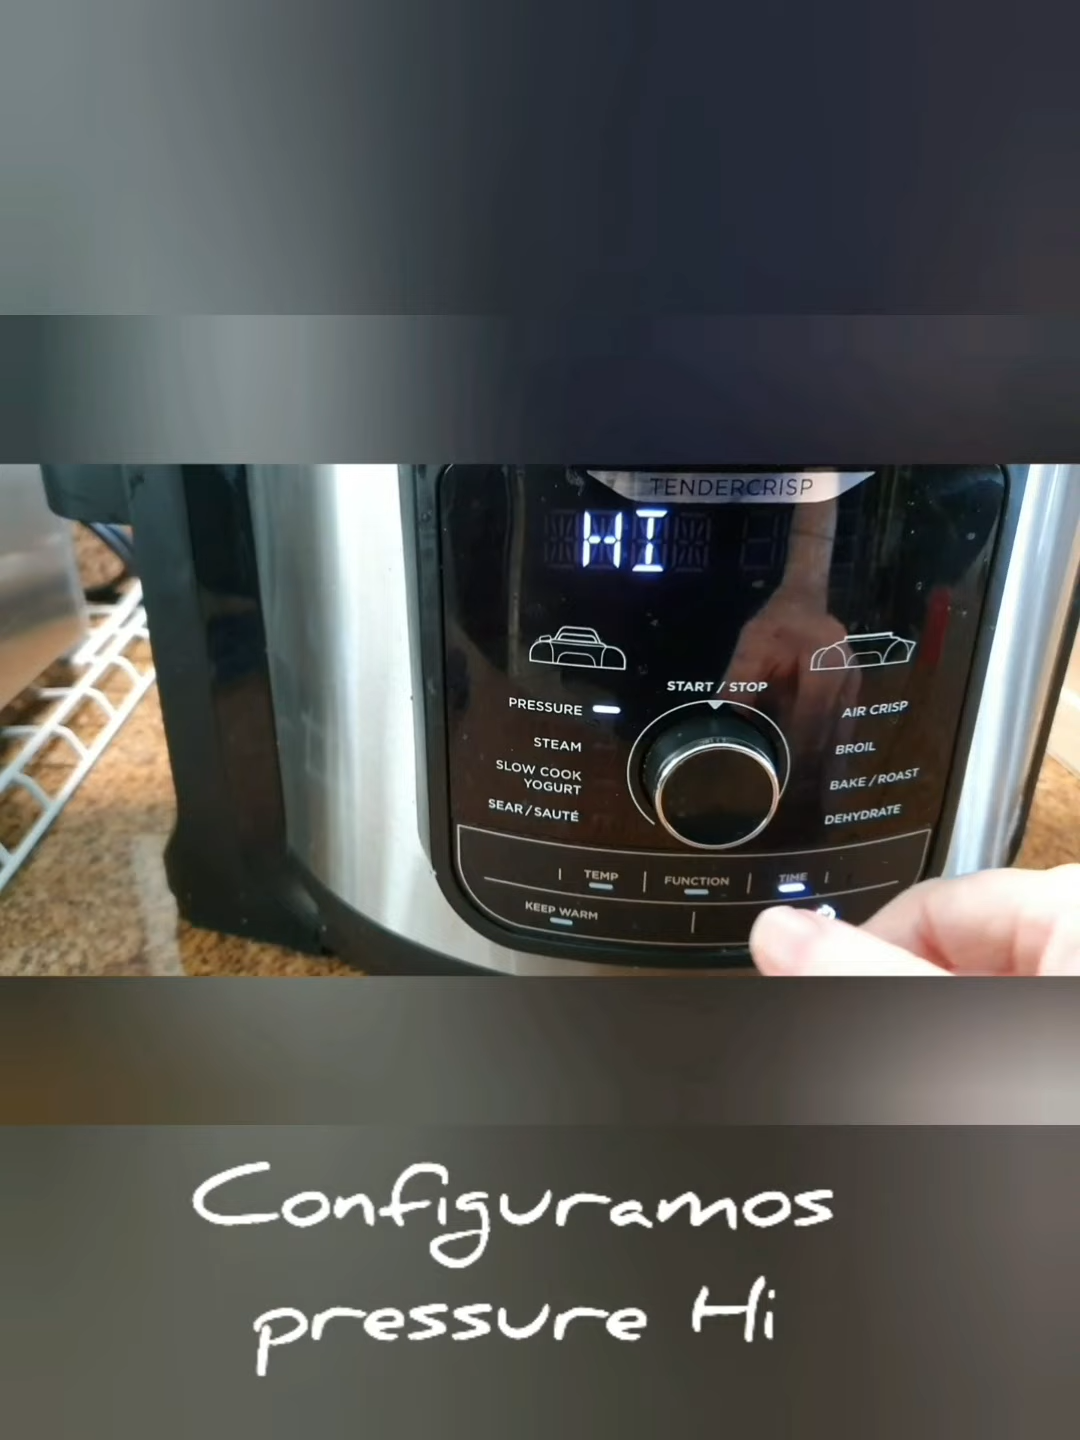 TENDERCRISP
HI
START / STOP
PRESSURE
STEAM
SLOW COOK
YOGURT
SEAR / SAUTÉ
AIR CRISP
BROIL
BAKE / ROAST
DEHYDRATE
TEMP
FUNCTION
TIME
KEEP WARM
Configuramos
pressure Hi